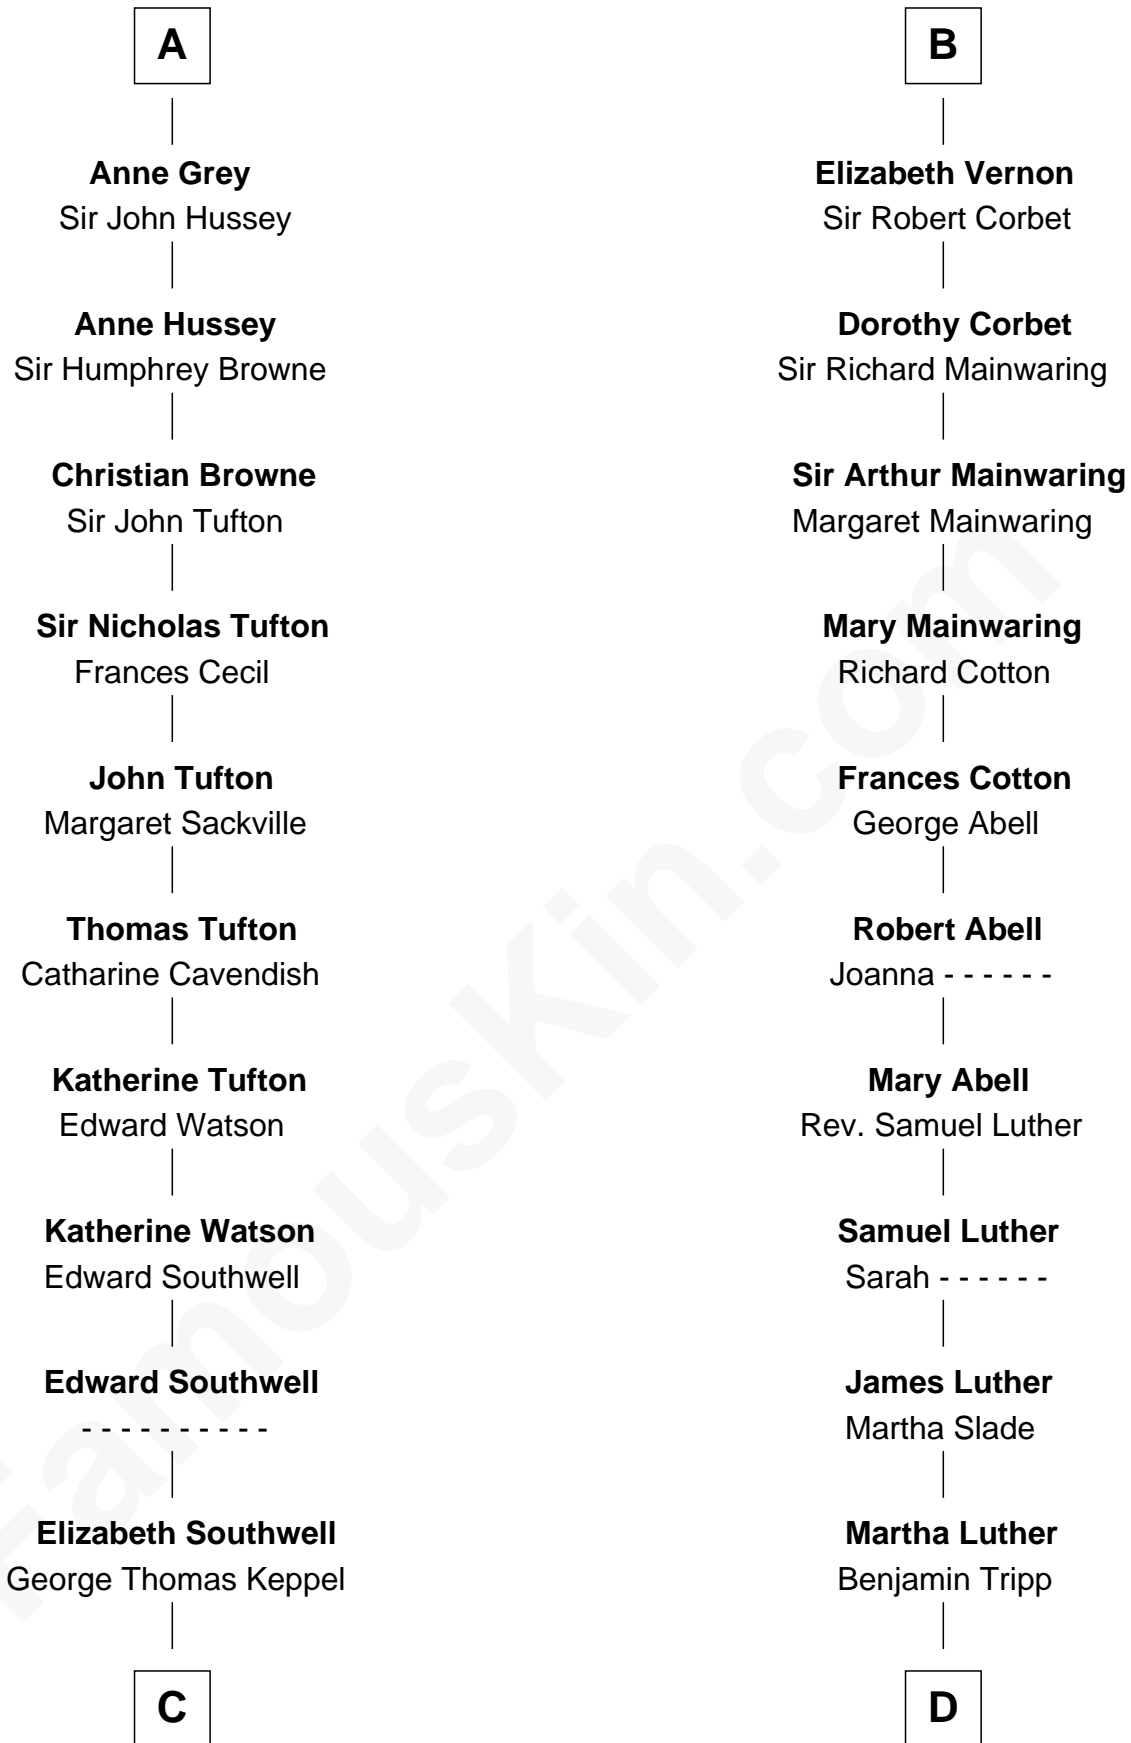 A
Anne Grey
Sir John Hussey
Anne Hussey
Sir Humphrey Browne
Christian Browne
Sir John Tufton
Sir Nicholas Tufton
Frances Cecil
John Tufton
Margaret Sackville
Thomas Tufton
Catharine Cavendish
Katherine Tufton
Edward Watson
Katherine Watson
Edward Southwell
Edward Southwell
- - - - - - - - - -
Elizabeth Southwell
George Thomas Keppel
C
B
Elizabeth Vernon
Sir Robert Corbet
Dorothy Corbet
Sir Richard Mainwaring
Sir Arthur Mainwaring
Margaret Mainwaring
Mary Mainwaring
Richard Cotton
Frances Cotton
George Abell
Robert Abell
Joanna - - - - - -
Mary Abell
Rev. Samuel Luther
Samuel Luther
Sarah - - - - - -
James Luther
Martha Slade
Martha Luther
Benjamin Tripp
D
FamousKin.com